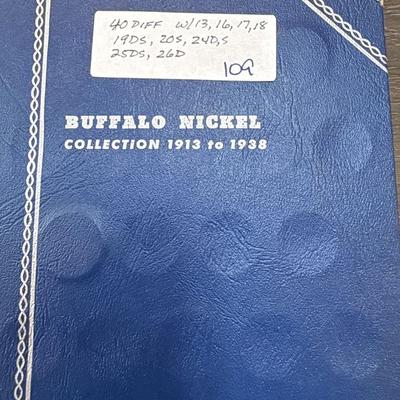 40 DIFF W/13, 16, 17, 18
19DS, 20S, 24D,S
25DS, 26D
109
BUFFALO NICKEL
COLLECTION 1913 to 1938